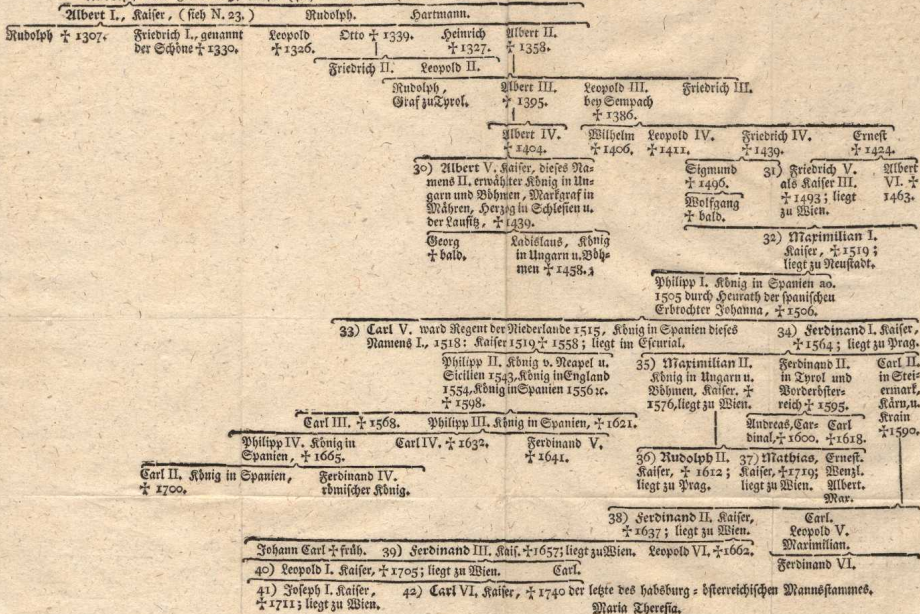 Albert I., Kaiser, (sieh N. 23.) Rudolph. Hartmann.
Rudolph ☩ 1307. Friedrich I., genannt Leopold Otto ☩ 1339. Heinrich Albert II.
der Schöne ☩ 1330. ☩ 1326. ☩ 1327. ☩ 1358.
Friedrich II. Leopold II.
Rudolph, Albert III. Leopold III. Friedrich III.
Graf zu Tyrol. ☩ 1395. bey Sempach
☩ 1386.
Albert IV. Wilhelm Leopold IV. Friedrich IV. Ernest
☩ 1404. ☩ 1406. ☩ 1411. ☩ 1439. ☩ 1424.
30) Albert V. Kaiser, dieses Na-
mens II. erwählter König in Un-
garn und Böhmen, Markgraf in
Mähren, Herzog in Schlesien u.
der Lausitz, ☩ 1439.
Sigmund 31) Friedrich V. Albert
☩ 1496. als Kaiser III. VI. ☩
Wolfgang ☩ 1493; liegt 1463.
☩ bald. zu Wien.
Georg Ladislaus, König
☩ bald. in Ungarn u. Böh-
men ☩ 1458.
32) Maximilian I.
Kaiser, ☩ 1519;
liegt zu Neustadt.
Philipp I. König in Spanien ao.
1505 durch Heurath der spanischen
Erbtochter Johanna, ☩ 1506.
33) Carl V. ward Regent der Niederlande 1515, König in Spanien dieses 34) Ferdinand I. Kaiser,
Namens I., 1518: Kaiser 1519 ☩ 1558; liegt im Escurial. ☩ 1564; liegt zu Prag.
Philipp II. König v. Neapel u.
Sicilien 1543, König in England
1554, König in Spanien 1556 ꝛc.
☩ 1598.
35) Maximilian II. Ferdinand II. Carl II.
König in Ungarn u. in Tyrol und in Stei-
Böhmen, Kaiser. ☩ Vorderöster- ermark,
1576, liegt zu Wien. reich ☩ 1595. Kärn. u.
Krain
☩ 1590.
Carl III. ☩ 1568. Philipp III. König in Spanien, ☩ 1621.
Andreas, Car- Carl
dinal, ☩ 1600. ☩ 1618.
Philipp IV. König in Carl IV. ☩ 1632. Ferdinand V.
Spanien, ☩ 1665. ☩ 1641.
36) Rudolph II. 37) Mathias, Ernest.
Kaiser, ☩ 1612; Kaiser, ☩ 1719; Wenzl.
liegt zu Prag. liegt zu Wien. Albert.
Max.
Carl II. König in Spanien, Ferdinand IV.
☩ 1700. römischer König.
38) Ferdinand II. Kaiser, Carl.
☩ 1637; liegt zu Wien. Leopold V.
Maximilian.
Johann Carl ☩ früh. 39) Ferdinand III. Kais. ☩ 1657; liegt zu Wien. Leopold VI. ☩ 1662.
Ferdinand VI.
40) Leopold I. Kaiser, ☩ 1705; liegt zu Wien. Carl.
41) Joseph I. Kaiser, 42) Carl VI. Kaiser, ☩ 1740 der letzte des habsburg-österreichischen Mannsstammes.
☩ 1711; liegt zu Wien. Maria Theresia.